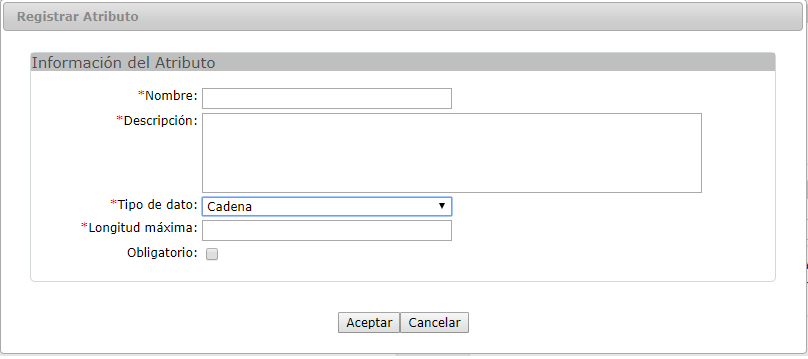 Registrar Atributo
Información del Atributo
*Nombre:
*Descripción:
*Tipo de dato: Cadena
*Longitud máxima:
Obligatorio:
Aceptar Cancelar